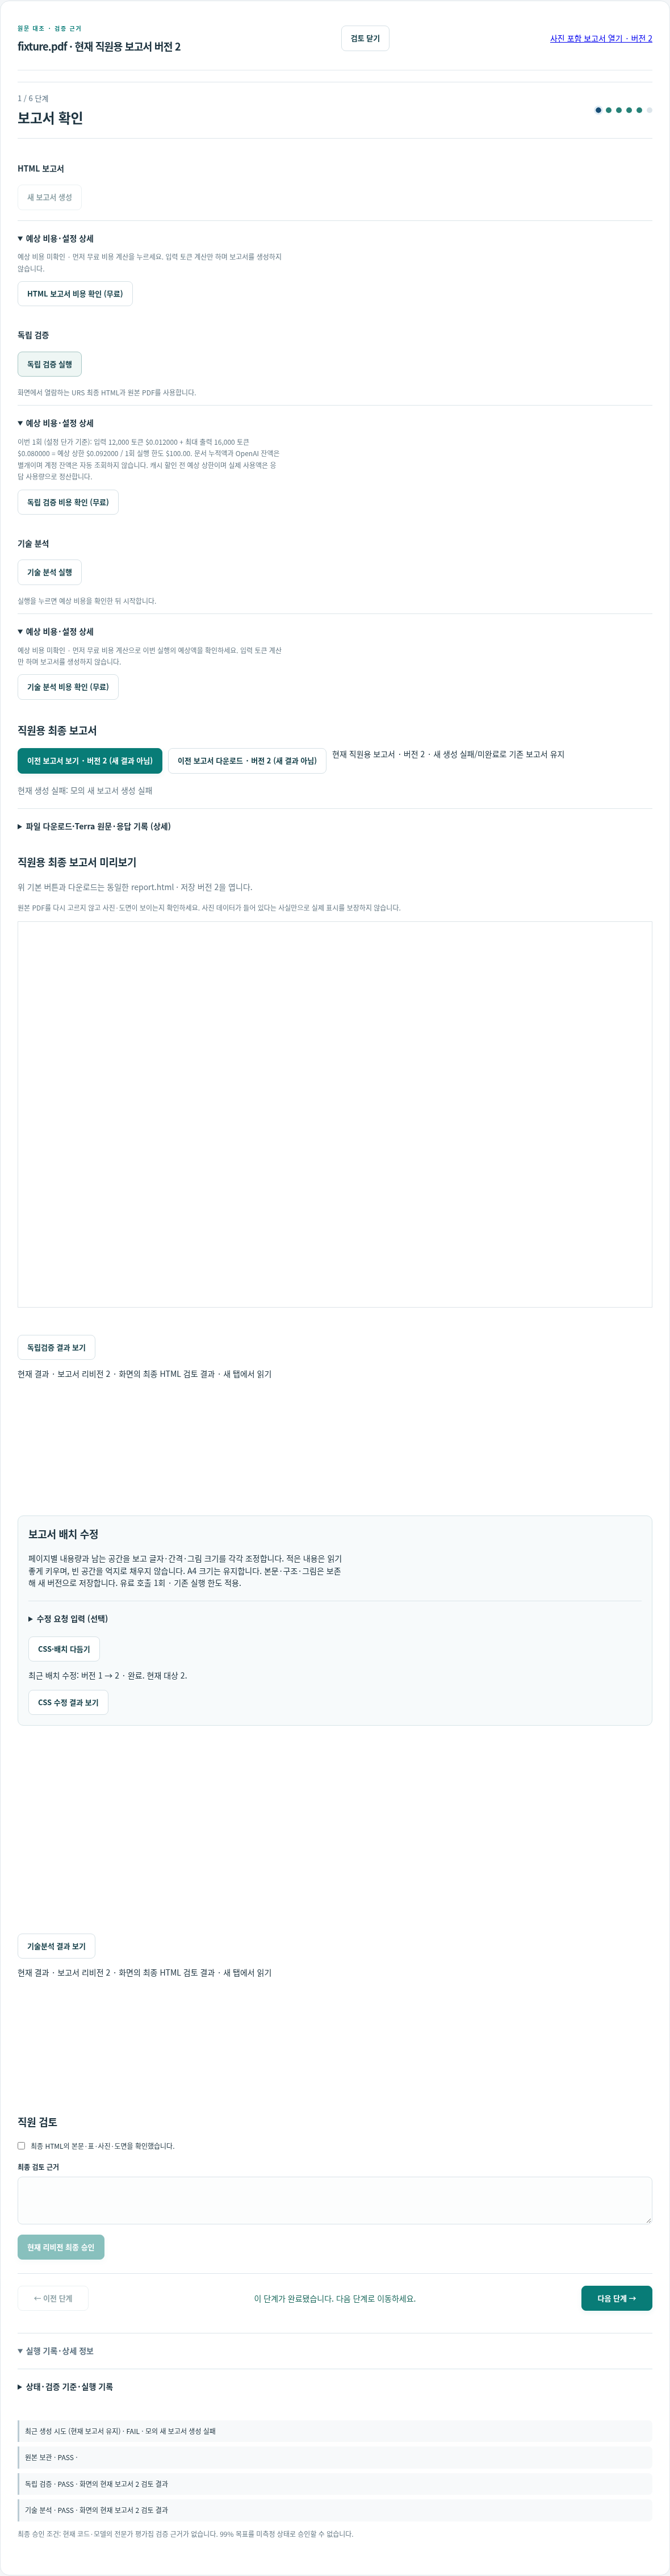 원문 대조 · 검증 근거
fixture.pdf · 현재 직원용 보고서 버전 2
검토 닫기
사진 포함 보고서 열기 · 버전 2
1 / 6 단계
보고서 확인
HTML 보고서
새 보고서 생성
▼ 예상 비용·설정 상세
예상 비용 미확인 · 먼저 무료 비용 계산을 누르세요. 입력 토큰 계산만 하며 보고서를 생성하지
않습니다.
HTML 보고서 비용 확인 (무료)
독립 검증
독립 검증 실행
화면에서 열람하는 URS 최종 HTML과 원본 PDF를 사용합니다.
▼ 예상 비용·설정 상세
이번 1회 (설정 단가 기준): 입력 12,000 토큰 $0.012000 + 최대 출력 16,000 토큰
$0.080000 = 예상 상한 $0.092000 / 1회 실행 한도 $100.00. 문서 누적액과 OpenAI 잔액은
별개이며 계정 잔액은 자동 조회하지 않습니다. 캐시 할인 전 예상 상한이며 실제 사용액은 응
답 사용량으로 정산합니다.
독립 검증 비용 확인 (무료)
기술 분석
기술 분석 실행
실행을 누르면 예상 비용을 확인한 뒤 시작합니다.
▼ 예상 비용·설정 상세
예상 비용 미확인 · 먼저 무료 비용 계산으로 이번 실행의 예상액을 확인하세요. 입력 토큰 계산
만 하며 보고서를 생성하지 않습니다.
기술 분석 비용 확인 (무료)
직원용 최종 보고서
이전 보고서 보기 · 버전 2 (새 결과 아님)
이전 보고서 다운로드 · 버전 2 (새 결과 아님)
현재 직원용 보고서 · 버전 2 · 새 생성 실패/미완료로 기존 보고서 유지
현재 생성 실패: 모의 새 보고서 생성 실패
▶ 파일 다운로드·Terra 원문·응답 기록 (상세)
직원용 최종 보고서 미리보기
위 기본 버튼과 다운로드는 동일한 report.html · 저장 버전 2을 엽니다.
원본 PDF를 다시 고르지 않고 사진·도면이 보이는지 확인하세요. 사진 데이터가 들어 있다는 사실만으로 실제 표시를 보장하지 않습니다.
독립검증 결과 보기
현재 결과 · 보고서 리비전 2 · 화면의 최종 HTML 검토 결과 · 새 탭에서 읽기
보고서 배치 수정
페이지별 내용량과 남는 공간을 보고 글자·간격·그림 크기를 각각 조정합니다. 적은 내용은 읽기
좋게 키우며, 빈 공간을 억지로 채우지 않습니다. A4 크기는 유지합니다. 본문·구조·그림은 보존
해 새 버전으로 저장합니다. 유료 호출 1회 · 기존 실행 한도 적용.
▶ 수정 요청 입력 (선택)
CSS·배치 다듬기
최근 배치 수정: 버전 1 → 2 · 완료. 현재 대상 2.
CSS 수정 결과 보기
기술분석 결과 보기
현재 결과 · 보고서 리비전 2 · 화면의 최종 HTML 검토 결과 · 새 탭에서 읽기
직원 검토
최종 HTML의 본문·표·사진·도면을 확인했습니다.
최종 검토 근거
현재 리비전 최종 승인
← 이전 단계
이 단계가 완료됐습니다. 다음 단계로 이동하세요.
다음 단계 →
▼ 실행 기록·상세 정보
▶ 상태·검증 기준·실행 기록
최근 생성 시도 (현재 보고서 유지) · FAIL · 모의 새 보고서 생성 실패
원본 보관 · PASS ·
독립 검증 · PASS · 화면의 현재 보고서 2 검토 결과
기술 분석 · PASS · 화면의 현재 보고서 2 검토 결과
최종 승인 조건: 현재 코드·모델의 전문가 평가집 검증 근거가 없습니다. 99% 목표를 미측정 상태로 승인할 수 없습니다.